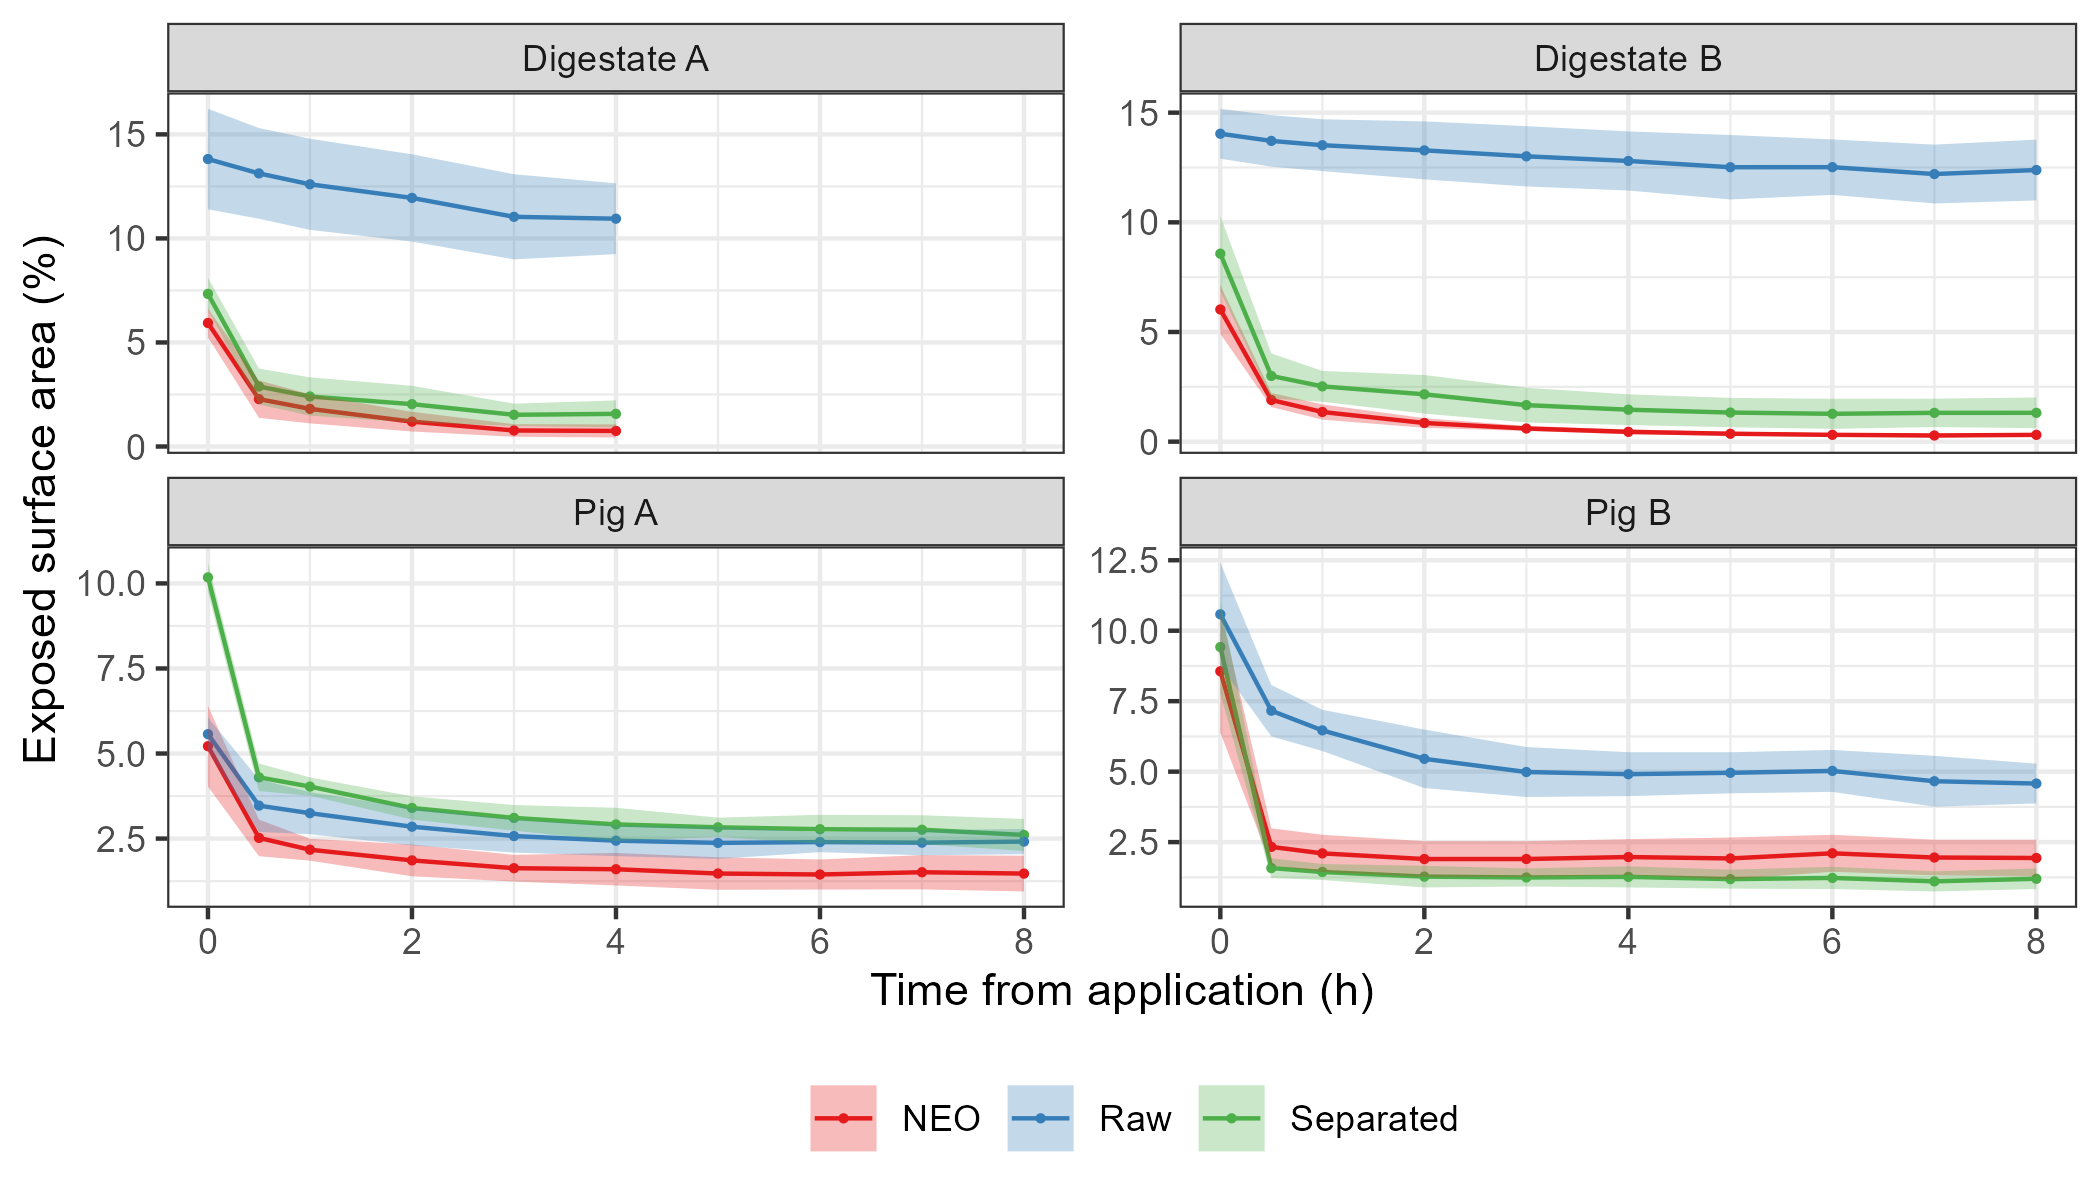 Digestate A
Digestate B
15
10
5
0
15
10
5
0
Pig A
Pig B
10.0
7.5
5.0
2.5
12.5
10.0
7.5
5.0
2.5
0 2 4 6 8
0 2 4 6 8
Exposed surface area (%)
Time from application (h)
NEO Raw Separated